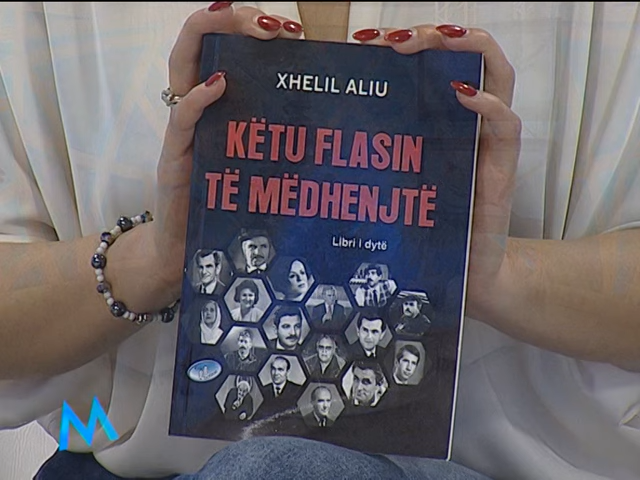 XHELIL ALIU
KËTU FLASIN
TË MËDHENJTË
Libri i dytë
M